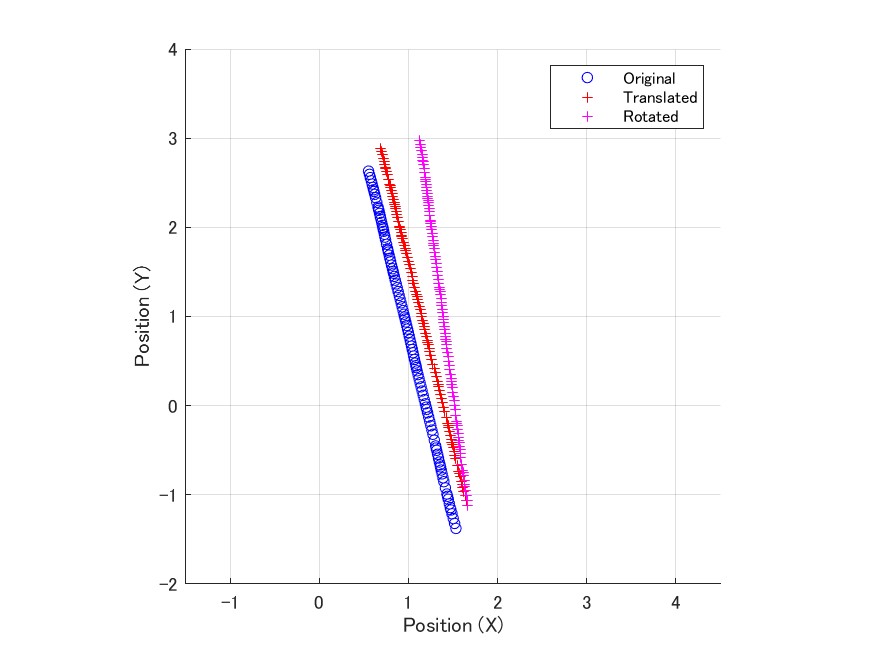 Original
Translated
Rotated
4
3
2
1
0
−1
−2
Position (Y)
−1
0
1
2
3
4
Position (X)